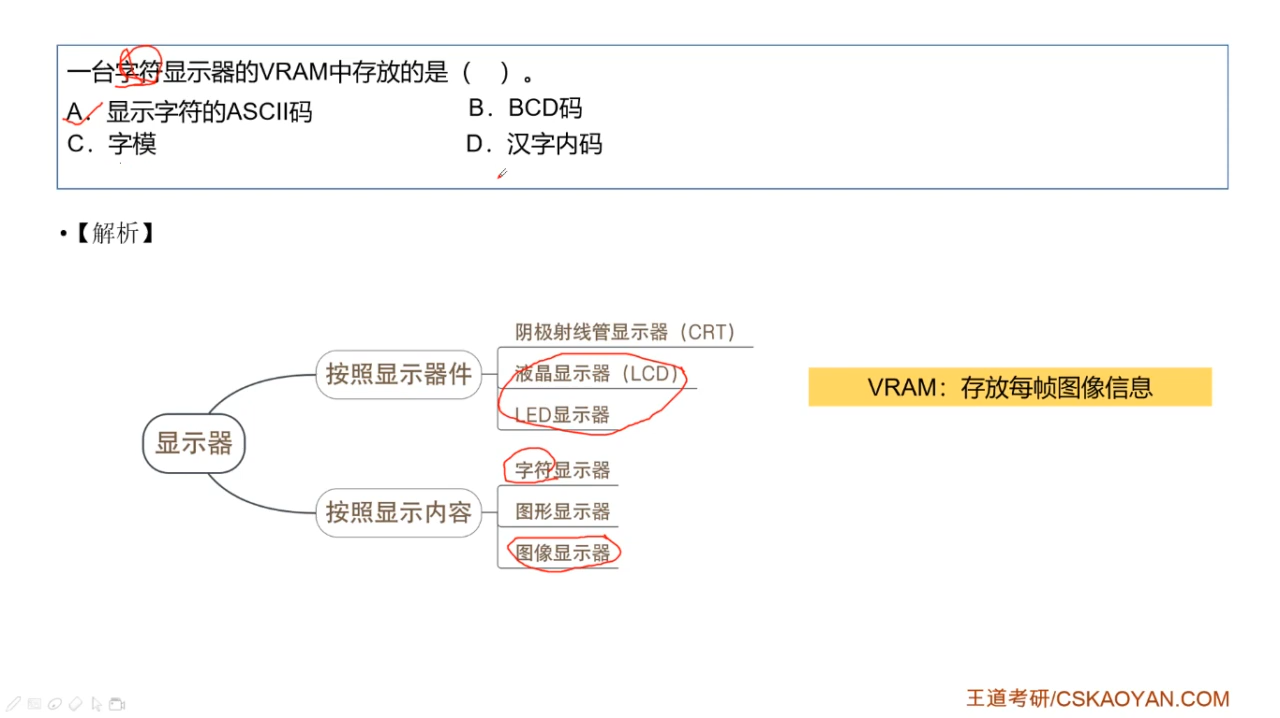 一台字符显示器的VRAM中存放的是（ ）。
A．显示字符的ASCII码 B．BCD码
C．字模 D．汉字内码
•【解析】
阴极射线管显示器（CRT）
按照显示器件
液晶显示器（LCD）
LED显示器
VRAM：存放每帧图像信息
显示器
字符显示器
按照显示内容
图形显示器
图像显示器
王道考研/CSKAOYAN.COM